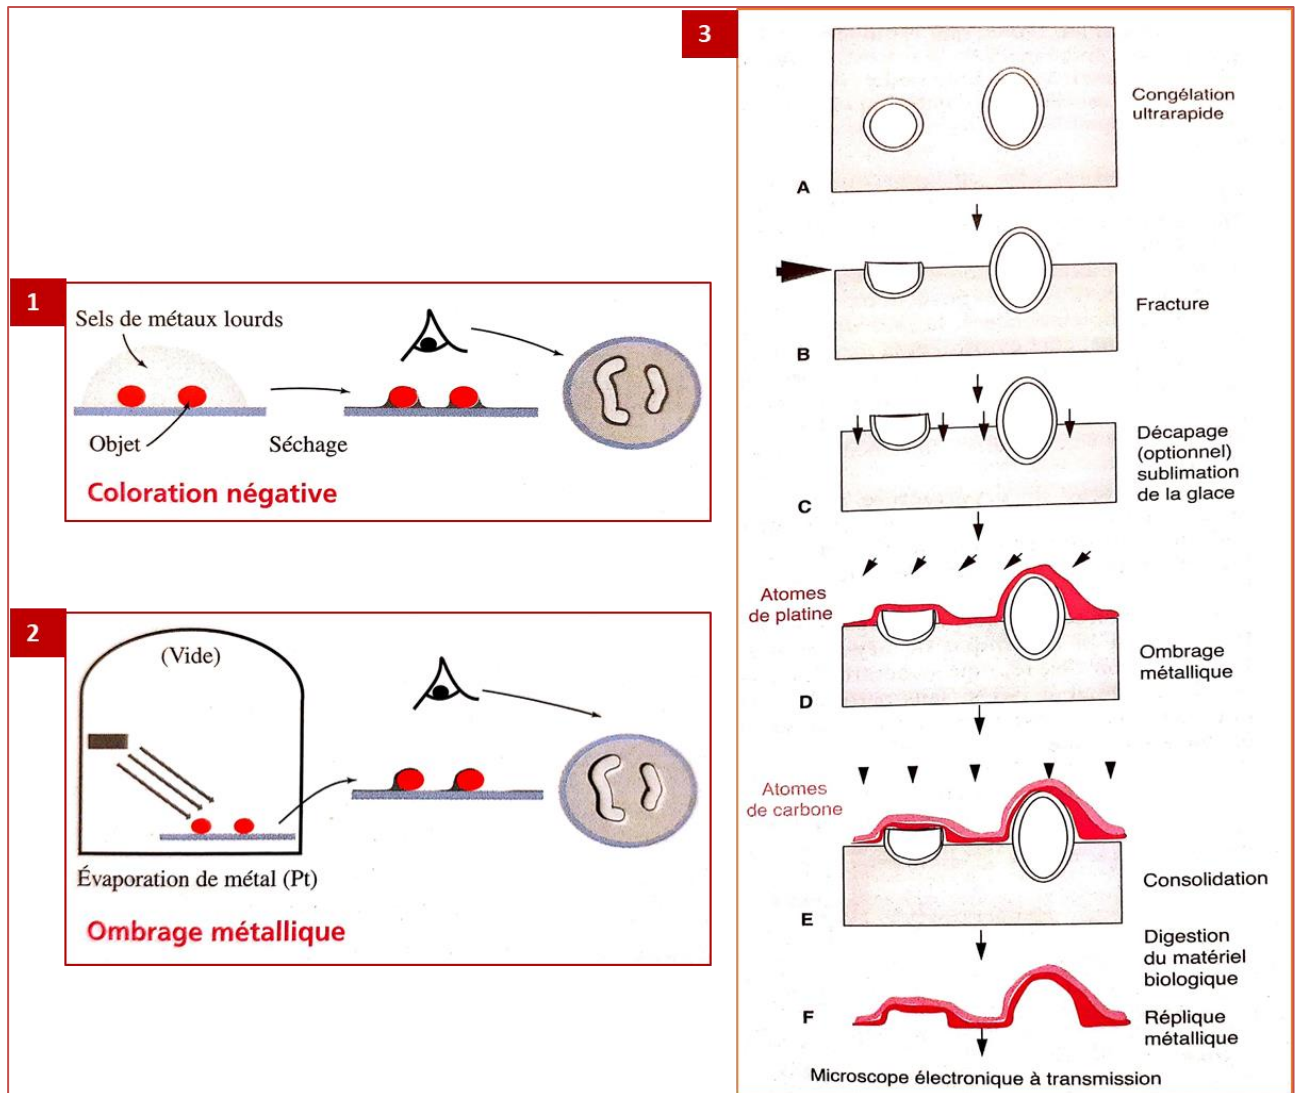 1
Sels de métaux lourds
Objet
Séchage
Coloration négative
2
(Vide)
Évaporation de métal (Pt)
Ombrage métallique
3
A
Congélation
ultrarapide
B
Fracture
C
Décapage
(optionnel)
sublimation
de la glace
Atomes
de platine
D
Ombrage
métallique
Atomes
de carbone
E
Consolidation
Digestion
du matériel
biologique
F
Réplique
métallique
Microscope électronique à transmission